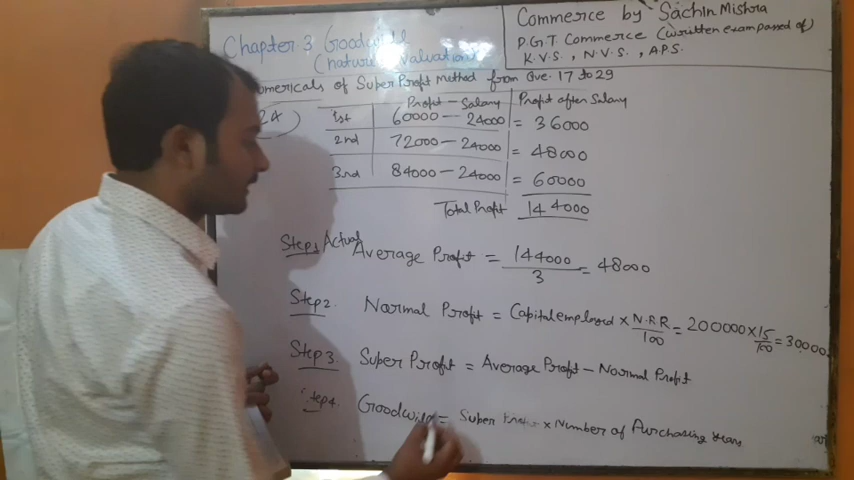 Commerce by Sachin Mishra
P.G.T Commerce (written exam passed of)
K.V.S., N.V.S., A.P.S.
Chapter 3 Goodwill
(nature valuation)
Numericals of Super Profit Method from Que. 17 to 29
24
Profit - Salary Profit after Salary
1st 60000 - 24000 = 36000
2nd 72000 - 24000 = 48000
3rd 84000 - 24000 = 60000
Total Profit 144000
Step1 Actual Average Profit = 144000/3 = 48000
Step2. Normal Profit = Capital employed × N.R.R/100 = 200000 × 15/100 = 30000
Step3. Super Profit = Average Profit - Normal Profit
Step4. Goodwill = Super Profit × Number of Purchasing Years